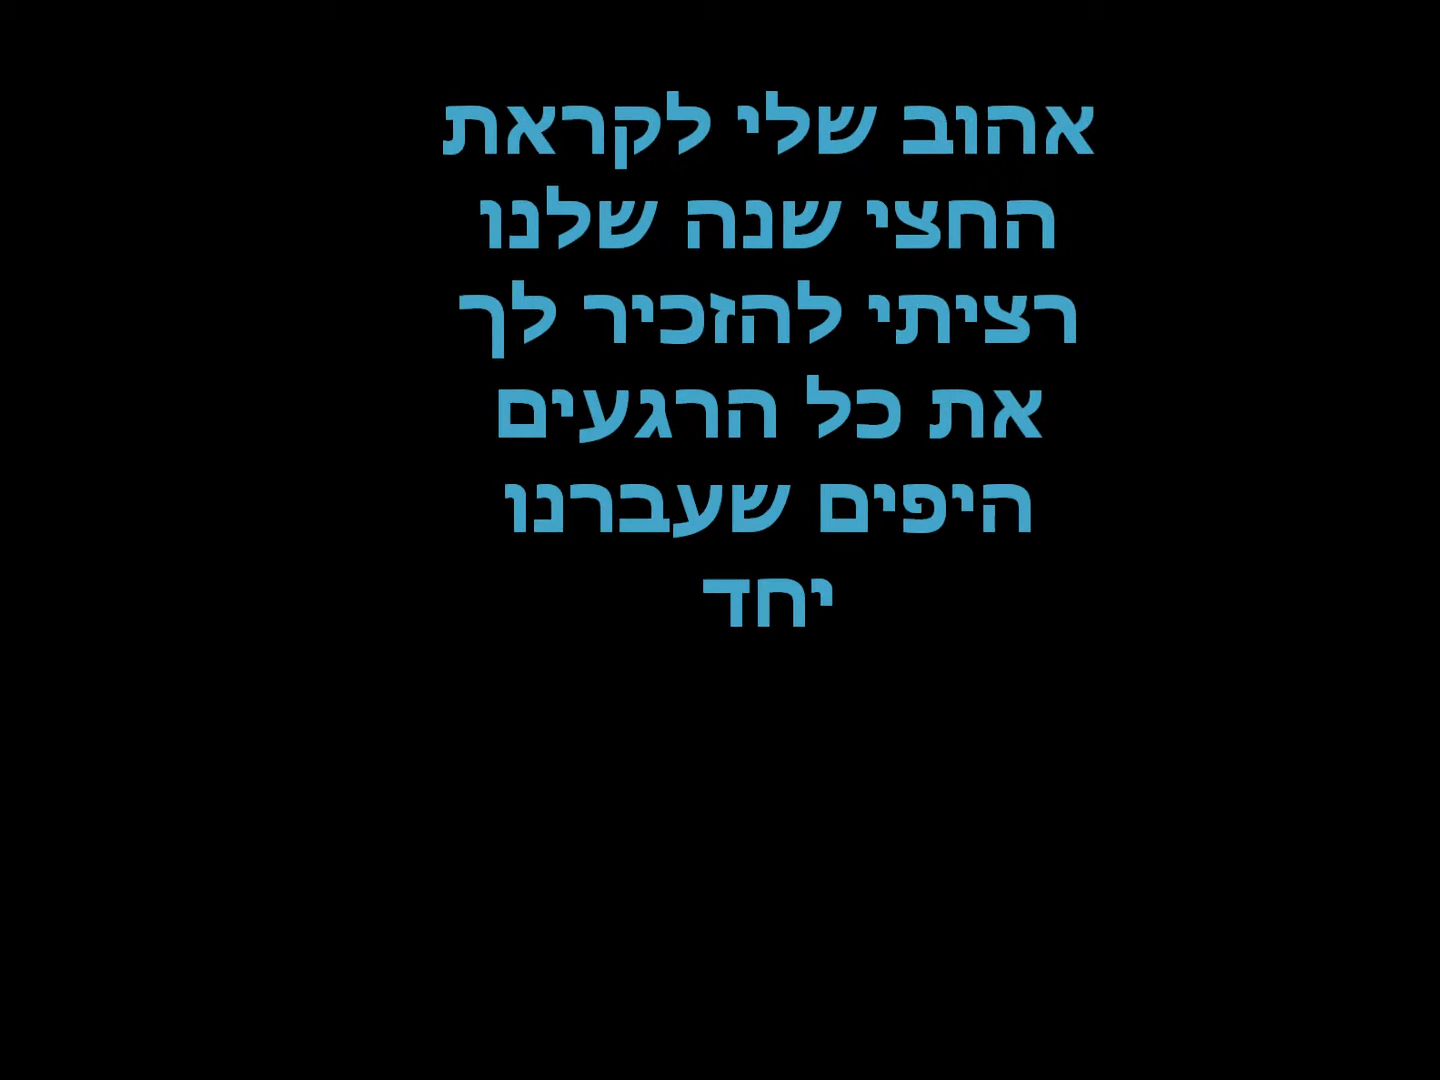 אהוב שלי לקראת
החצי שנה שלנו
רציתי להזכיר לך
את כל הרגעים
היפים שעברנו
יחד